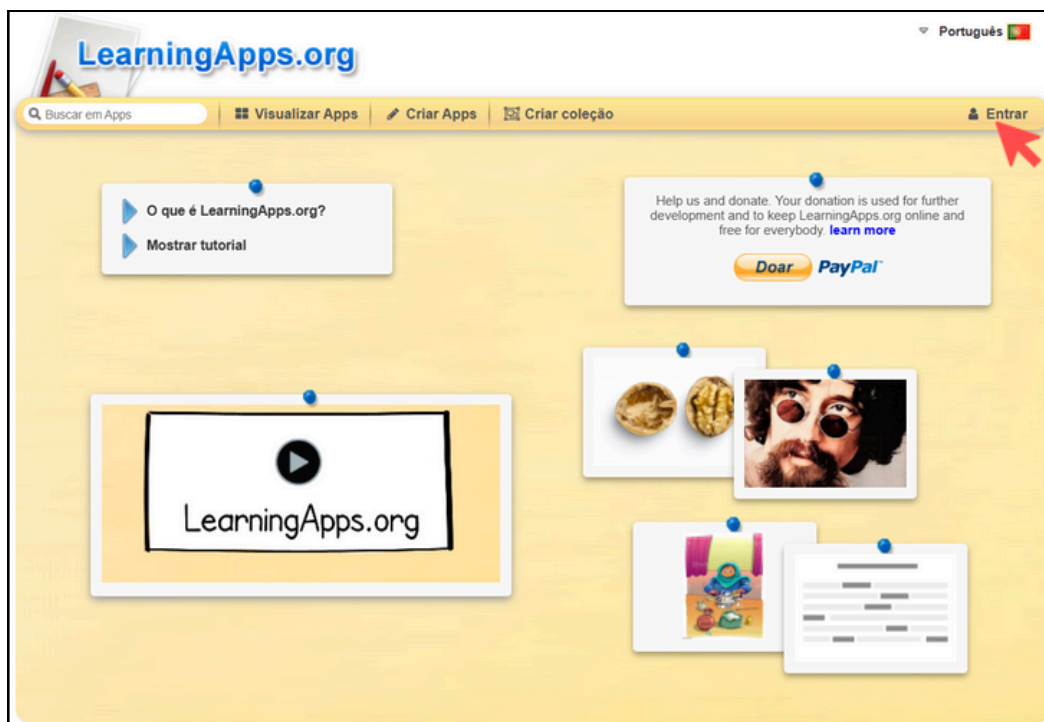 LearningApps.org
Português
Buscar em Apps
Visualizar Apps
Criar Apps
Criar coleção
Entrar
O que é LearningApps.org?
Mostrar tutorial
Help us and donate. Your donation is used for further
development and to keep LearningApps.org online and
free for everybody. learn more
Doar PayPal
LearningApps.org